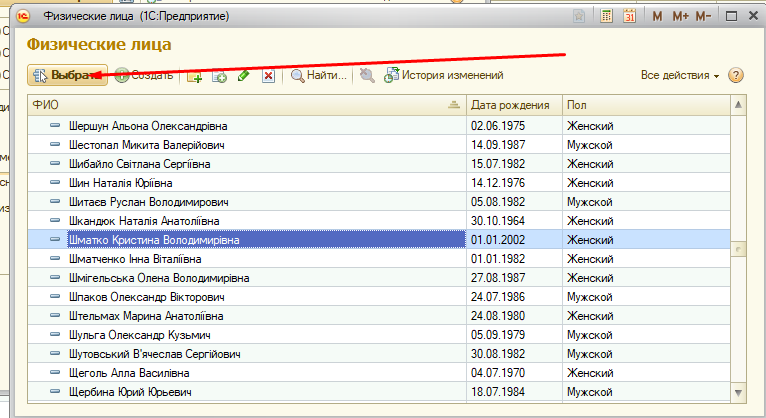 Физические лица (1С:Предприятие)
M M+ M-
Физические лица
Выбрать Создать Найти... История изменений Все действия ?
ФИО Дата рождения Пол
Шершун Альона Олександрівна 02.06.1975 Женский
Шестопал Микита Валерійович 14.09.1987 Мужской
Шибайло Світлана Сергіївна 15.07.1982 Женский
Шин Наталія Юріївна 14.12.1976 Женский
Шитаєв Руслан Володимирович 05.08.1982 Мужской
Шкандюк Наталія Анатоліївна 30.10.1964 Женский
Шматко Кристина Володимирівна 01.01.2002 Женский
Шматченко Інна Віталіївна 01.01.1982 Женский
Шмігельська Олена Володимирівна 27.08.1987 Женский
Шпаков Олександр Вікторович 24.07.1986 Мужской
Штельмах Марина Анатоліївна 24.08.1980 Женский
Шульга Олександр Кузьмич 05.09.1979 Мужской
Шутовський В'ячеслав Сергійович 30.08.1982 Мужской
Щеголь Алла Василівна 04.07.1970 Женский
Щербина Юрий Юрьевич 18.07.1984 Мужской